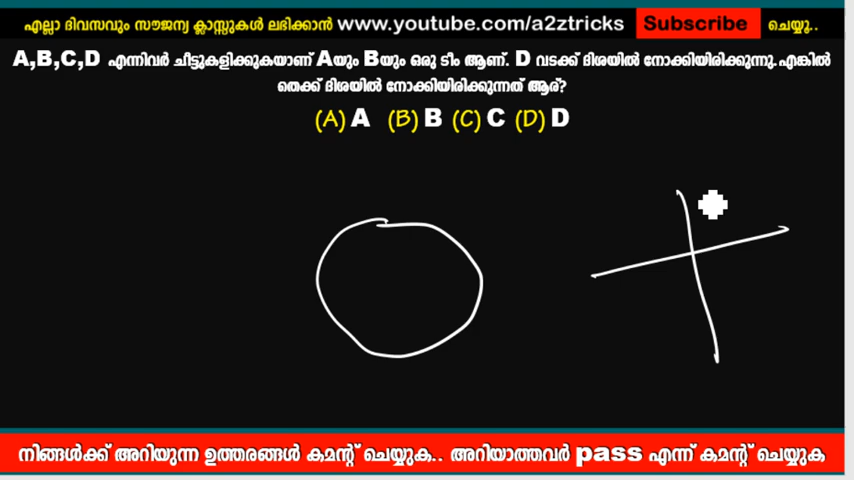 എല്ലാ ദിവസവും സൗജന്യ ക്ലാസ്സുകൾ ലഭിക്കാൻ www.youtube.com/a2ztricks Subscribe ചെയ്യൂ..
A,B,C,D എന്നിവർ ചീട്ടുകളിക്കുകയാണ് Aയും Bയും ഒരു ടീം ആണ്. D വടക്ക് ദിശയിൽ നോക്കിയിരിക്കുന്നു.എങ്കിൽ
തെക്ക് ദിശയിൽ നോക്കിയിരിക്കുന്നത് ആര്?
(A) A (B) B (C) C (D) D
നിങ്ങൾക്ക് അറിയുന്ന ഉത്തരങ്ങൾ കമന്റ് ചെയ്യുക.. അറിയാത്തവർ pass എന്ന് കമന്റ് ചെയ്യുക